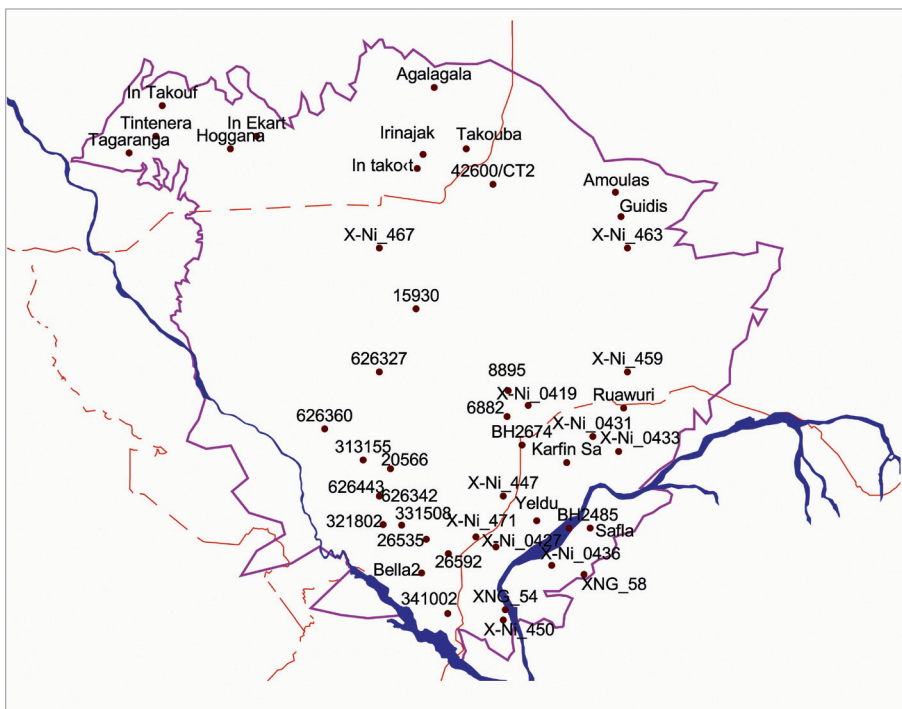 Agalagala
In Takouf
Tintenera
In Ekart
Tagaranga
Hoggana
Irinajak
Takouba
In takoxt
42600/CT2
Amoulas
Guidis
X-Ni_467
X-Ni_463
15930
626327
8895
X-Ni_459
X-Ni_0419
Ruawuri
6882
626360
X-Ni_0431
BH2674
X-Ni_0433
313155
Karfin Sa
20566
626443
X-Ni_447
626342
Yeldu
331508
BH2485
321802
X-Ni_471
Safla
26535
X-Ni_0427
26592
X-Ni_0436
Bella2
XNG_58
341002
XNG_54
X-Ni_450